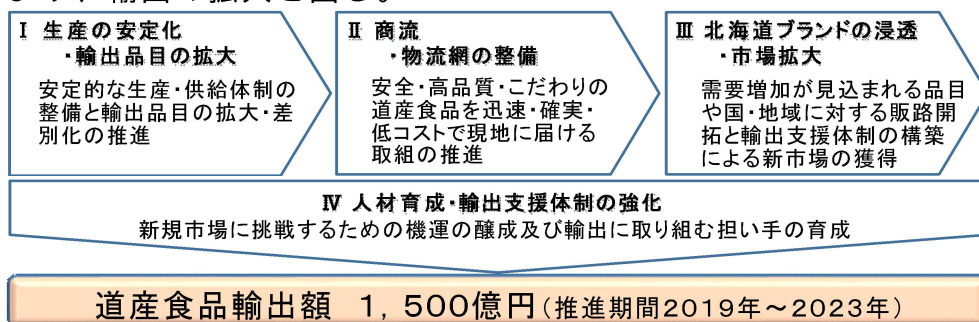 Ⅰ 生産の安定化
・輸出品目の拡大
安定的な生産・供給体制の
整備と輸出品目の拡大・差
別化の推進
Ⅱ 商流
・物流網の整備
安全・高品質・こだわりの
道産食品を迅速・確実・
低コストで現地に届ける
取組の推進
Ⅲ 北海道ブランドの浸透
・市場拡大
需要増加が見込まれる品目
や国・地域に対する販路開
拓と輸出支援体制の構築
による新市場の獲得
Ⅳ 人材育成・輸出支援体制の強化
新規市場に挑戦するための機運の醸成及び輸出に取り組む担い手の育成
道産食品輸出額 1,500億円(推進期間2019年~2023年)